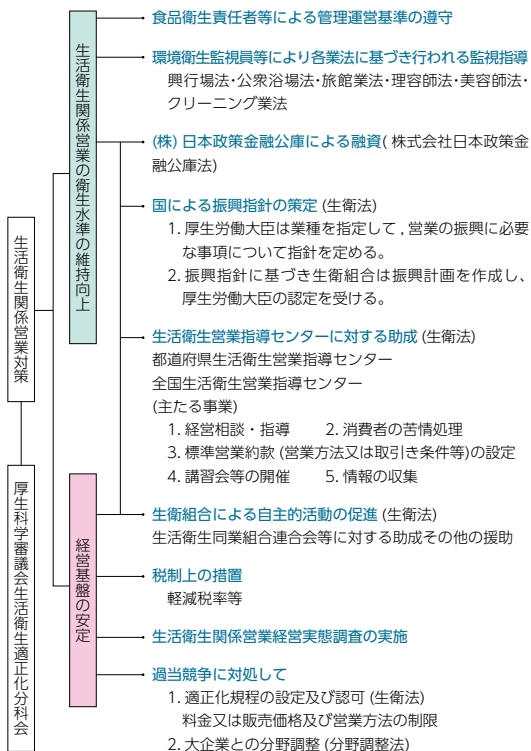 生活衛生関係営業対策
厚生科学審議会生活衛生適正化分科会
生活衛生関係営業の衛生水準の維持向上
経営基盤の安定
食品衛生責任者等による管理運営基準の遵守
環境衛生監視員等により各業法に基づき行われる監視指導
興行場法・公衆浴場法・旅館業法・理容師法・美容師法・
クリーニング業法
(株) 日本政策金融公庫による融資( 株式会社日本政策金
融公庫法)
国による振興指針の策定 (生衛法)
1. 厚生労働大臣は業種を指定して , 営業の振興に必要
な事項について指針を定める。
2. 振興指針に基づき生衛組合は振興計画を作成し、
厚生労働大臣の認定を受ける。
生活衛生営業指導センターに対する助成 (生衛法)
都道府県生活衛生営業指導センター
全国生活衛生営業指導センター
(主たる事業)
1. 経営相談・指導 2. 消費者の苦情処理
3. 標準営業約款 (営業方法又は取引き条件等)の設定
4. 講習会等の開催 5. 情報の収集
生衛組合による自主的活動の促進 (生衛法)
生活衛生同業組合連合会等に対する助成その他の援助
税制上の措置
軽減税率等
生活衛生関係営業経営実態調査の実施
過当競争に対処して
1. 適正化規程の設定及び認可 (生衛法)
料金又は販売価格及び営業方法の制限
2. 大企業との分野調整 (分野調整法)